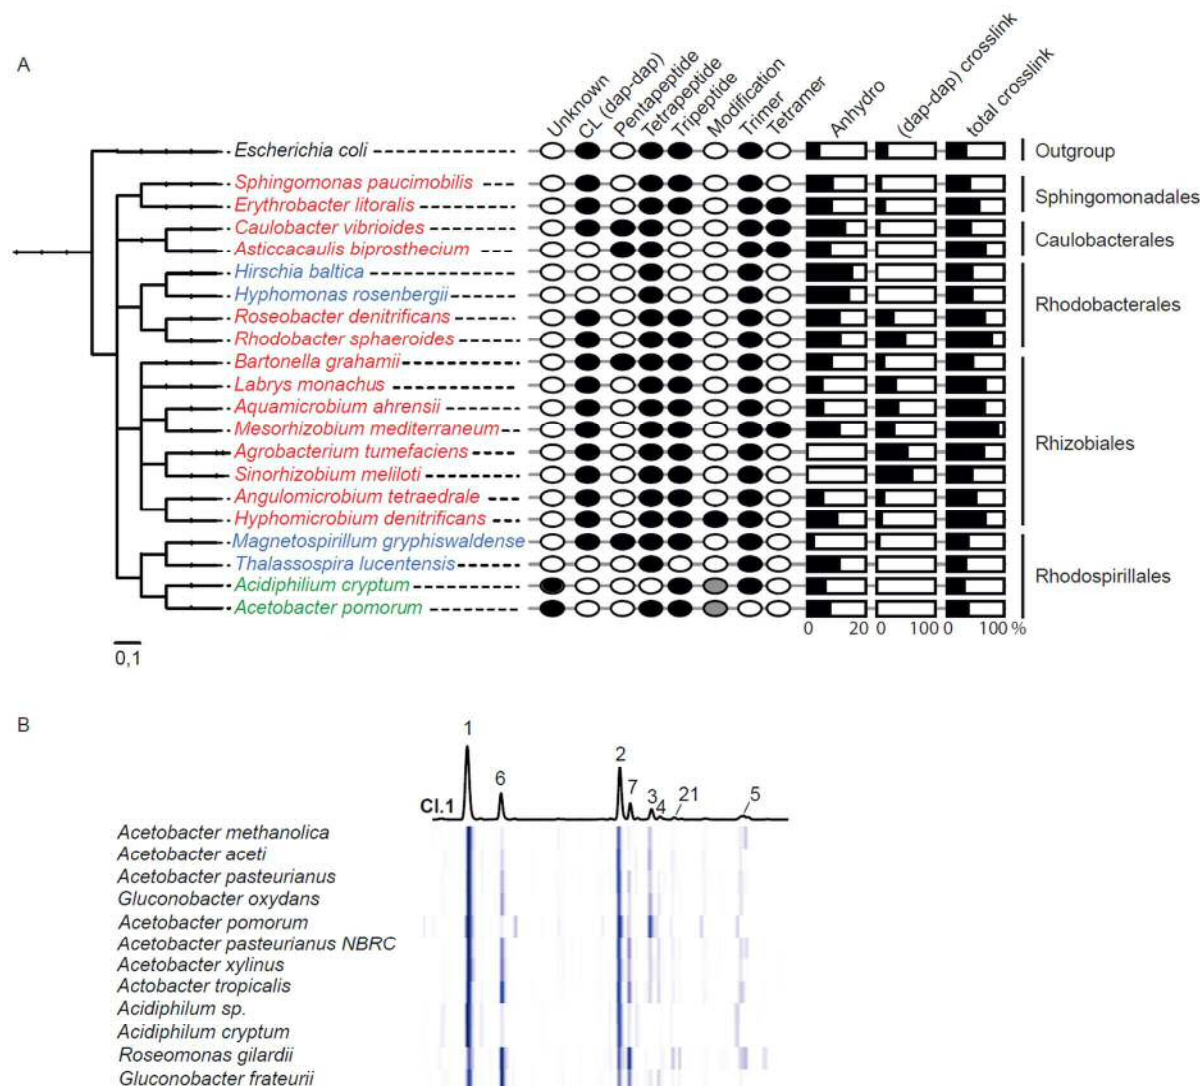 A
Unknown
CL (dap-dap)
Pentapeptide
Tetrapeptide
Tripeptide
Modification
Trimer
Tetramer
Anhydro
(dap-dap) crosslink
total crosslink
Escherichia coli
Outgroup
Sphingomonas paucimobilis
Erythrobacter litoralis
Sphingomonadales
Caulobacter vibrioides
Asticcacaulis biprosthecium
Caulobacterales
Hirschia baltica
Hyphomonas rosenbergii
Roseobacter denitrificans
Rhodobacter sphaeroides
Rhodobacterales
Bartonella grahamii
Labrys monachus
Aquamicrobium ahrensii
Mesorhizobium mediterraneum
Agrobacterium tumefaciens
Sinorhizobium meliloti
Angulomicrobium tetraedrale
Hyphomicrobium denitrificans
Rhizobiales
Magnetospirillum gryphiswaldense
Thalassospira lucentensis
Acidiphilium cryptum
Acetobacter pomorum
Rhodospirillales
0 20 0 100 0 100 %
0,1
B
1
6
2
7
3
4
21
5
Cl.1
Acetobacter methanolica
Acetobacter aceti
Acetobacter pasteurianus
Gluconobacter oxydans
Acetobacter pomorum
Acetobacter pasteurianus NBRC
Acetobacter xylinus
Actobacter tropicalis
Acidiphilum sp.
Acidiphilum cryptum
Roseomonas gilardii
Gluconobacter frateurii